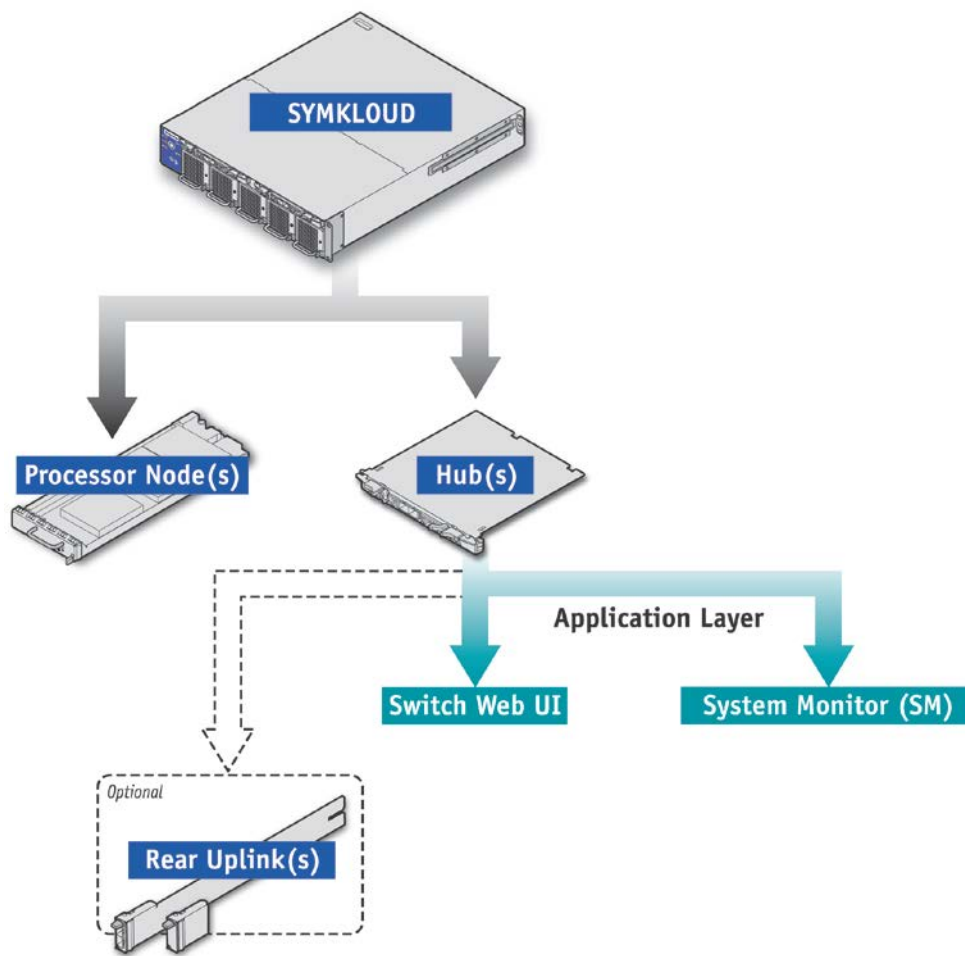 SYMKLOUD
Processor Node(s)
Hub(s)
Application Layer
Switch Web UI
System Monitor (SM)
Optional
Rear Uplink(s)